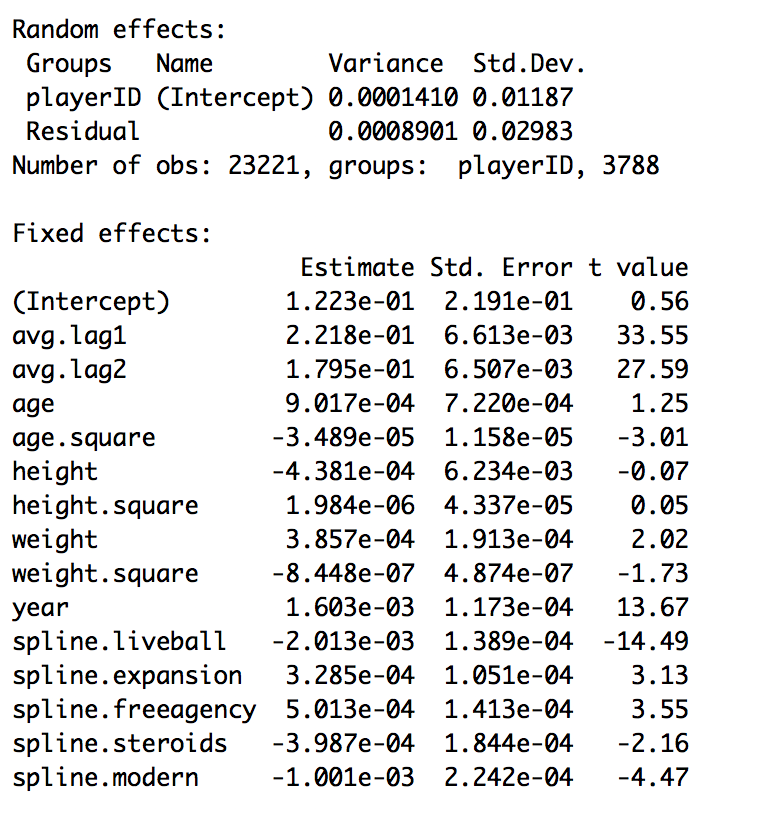 Random effects:
 Groups   Name        Variance  Std.Dev.
 playerID (Intercept) 0.0001410 0.01187
 Residual             0.0008901 0.02983
Number of obs: 23221, groups:  playerID, 3788

Fixed effects:
                    Estimate Std. Error t value
(Intercept)        1.223e-01  2.191e-01    0.56
avg.lag1           2.218e-01  6.613e-03   33.55
avg.lag2           1.795e-01  6.507e-03   27.59
age                9.017e-04  7.220e-04    1.25
age.square        -3.489e-05  1.158e-05   -3.01
height            -4.381e-04  6.234e-03   -0.07
height.square      1.984e-06  4.337e-05    0.05
weight             3.857e-04  1.913e-04    2.02
weight.square     -8.448e-07  4.874e-07   -1.73
year               1.603e-03  1.173e-04   13.67
spline.liveball   -2.013e-03  1.389e-04  -14.49
spline.expansion   3.285e-04  1.051e-04    3.13
spline.freeagency  5.013e-04  1.413e-04    3.55
spline.steroids   -3.987e-04  1.844e-04   -2.16
spline.modern     -1.001e-03  2.242e-04   -4.47